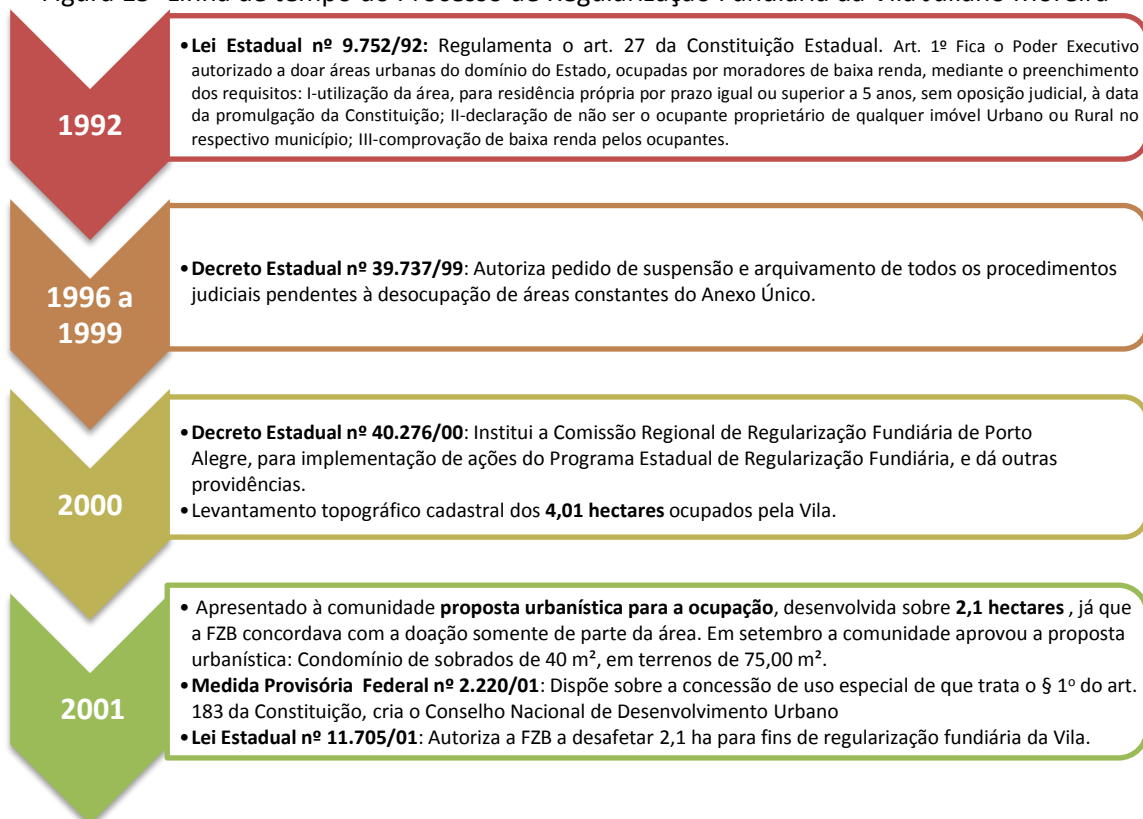 1992
•Lei Estadual nº 9.752/92: Regulamenta o art. 27 da Constituição Estadual. Art. 1º Fica o Poder Executivo
autorizado a doar áreas urbanas do domínio do Estado, ocupadas por moradores de baixa renda, mediante o preenchimento
dos requisitos: I-utilização da área, para residência própria por prazo igual ou superior a 5 anos, sem oposição judicial, à data
da promulgação da Constituição; II-declaração de não ser o ocupante proprietário de qualquer imóvel Urbano ou Rural no
respectivo município; III-comprovação de baixa renda pelos ocupantes.
1996 a
1999
•Decreto Estadual nº 39.737/99: Autoriza pedido de suspensão e arquivamento de todos os procedimentos
judiciais pendentes à desocupação de áreas constantes do Anexo Único.
2000
•Decreto Estadual nº 40.276/00: Institui a Comissão Regional de Regularização Fundiária de Porto
Alegre, para implementação de ações do Programa Estadual de Regularização Fundiária, e dá outras
providências.
•Levantamento topográfico cadastral dos 4,01 hectares ocupados pela Vila.
2001
• Apresentado à comunidade proposta urbanística para a ocupação, desenvolvida sobre 2,1 hectares , já que
a FZB concordava com a doação somente de parte da área. Em setembro a comunidade aprovou a proposta
urbanística: Condomínio de sobrados de 40 m², em terrenos de 75,00 m².
•Medida Provisória Federal nº 2.220/01: Dispõe sobre a concessão de uso especial de que trata o § 1º do art.
183 da Constituição, cria o Conselho Nacional de Desenvolvimento Urbano
•Lei Estadual nº 11.705/01: Autoriza a FZB a desafetar 2,1 ha para fins de regularização fundiária da Vila.